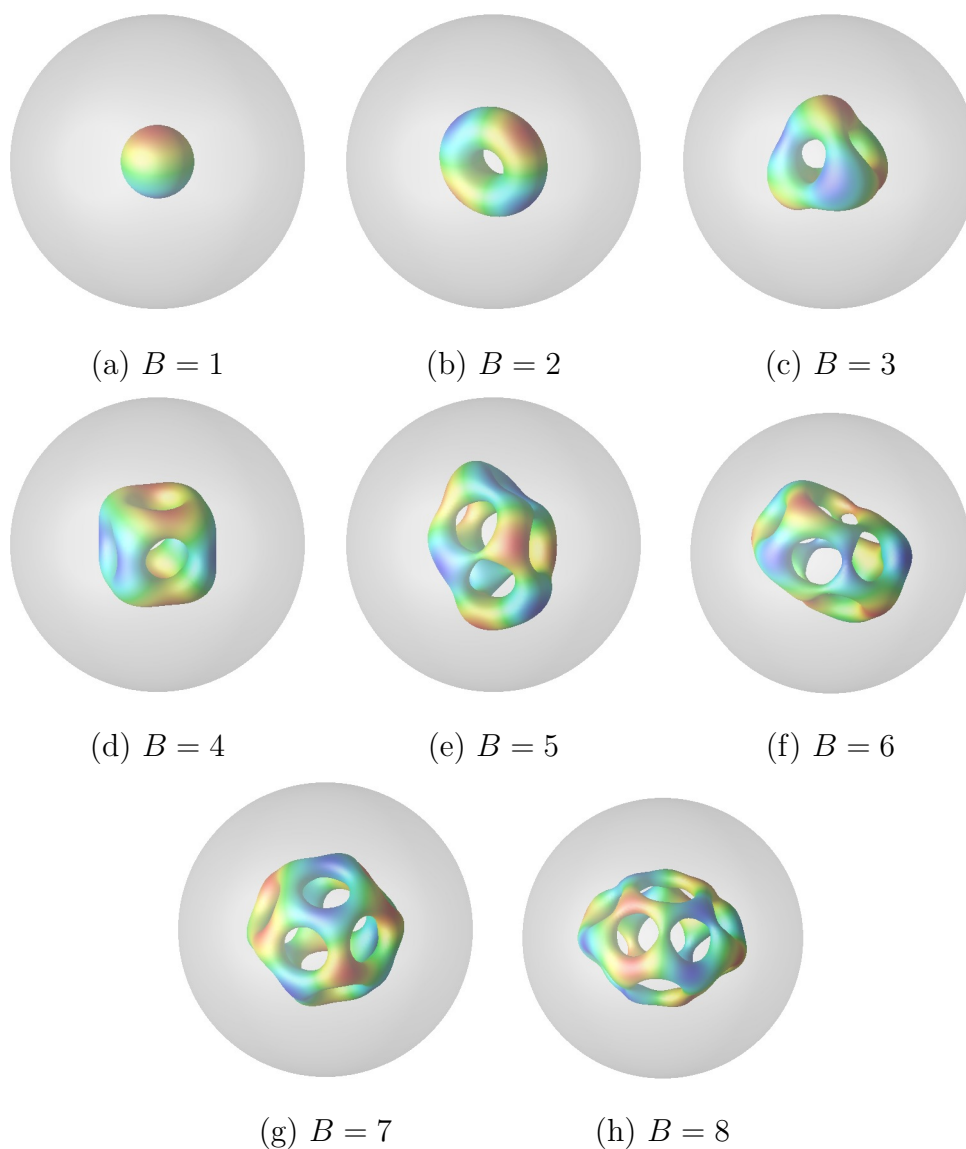 (a) B = 1
(b) B = 2
(c) B = 3
(d) B = 4
(e) B = 5
(f) B = 6
(g) B = 7
(h) B = 8